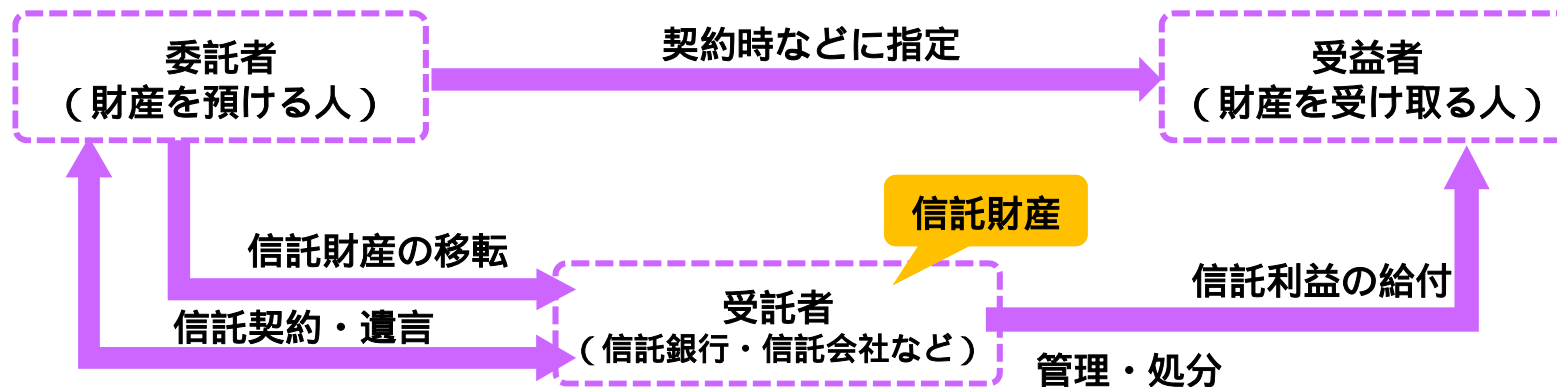 委託者
（財産を預ける人）
契約時などに指定
受益者
（財産を受け取る人）
信託財産
信託財産の移転
信託利益の給付
受託者
（信託銀行・信託会社など）
信託契約・遺言
管理・処分